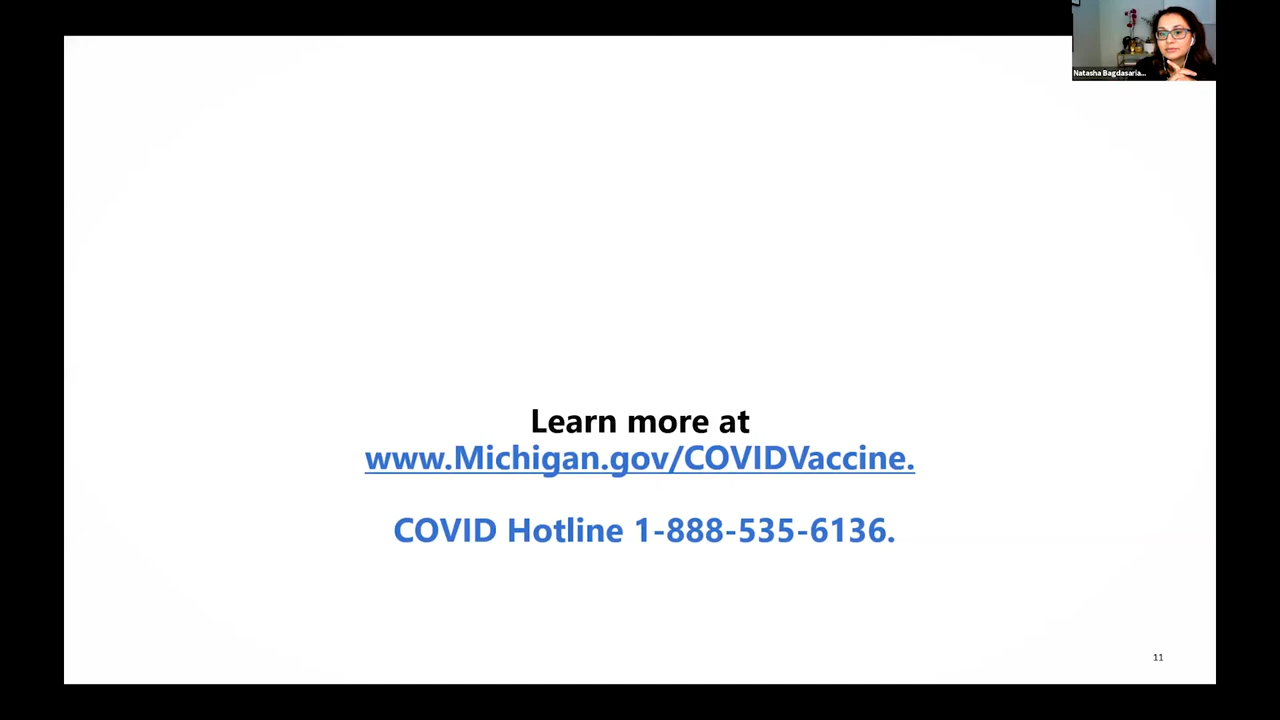 Natasha Bagdasaria...
Learn more at
www.Michigan.gov/COVIDVaccine.
COVID Hotline 1-888-535-6136.
11